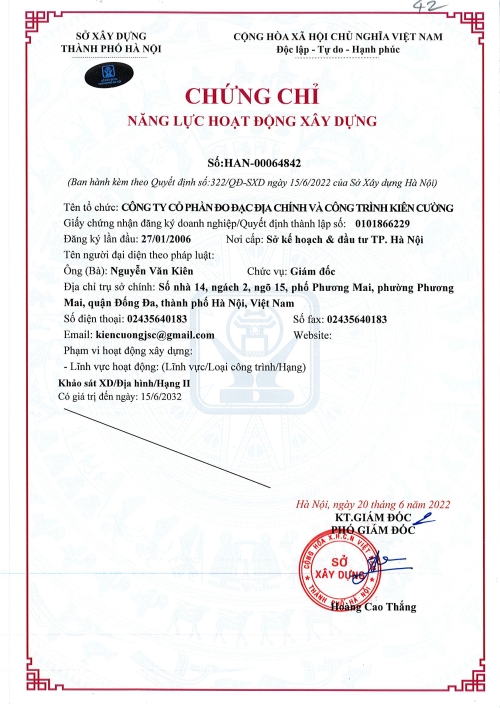 42
SỞ XÂY DỰNG
THÀNH PHỐ HÀ NỘI
CỘNG HÒA XÃ HỘI CHỦ NGHĨA VIỆT NAM
Độc lập - Tự do - Hạnh phúc
CHỨNG CHỈ
NĂNG LỰC HOẠT ĐỘNG XÂY DỰNG
Số:HAN-00064842
(Ban hành kèm theo Quyết định số:322/QĐ-SXD ngày 15/6/2022 của Sở Xây dựng Hà Nội)
Tên tổ chức: CÔNG TY CỔ PHẦN ĐO ĐẠC ĐỊA CHÍNH VÀ CÔNG TRÌNH KIÊN CƯỜNG
Giấy chứng nhận đăng ký doanh nghiệp/Quyết định thành lập số: 0101866229
Đăng ký lần đầu: 27/01/2006 Nơi cấp: Sở kế hoạch & đầu tư TP. Hà Nội
Tên người đại diện theo pháp luật:
Ông (Bà): Nguyễn Văn Kiên Chức vụ: Giám đốc
Địa chỉ trụ sở chính: Số nhà 14, ngách 2, ngõ 15, phố Phương Mai, phường Phương
Mai, quận Đống Đa, thành phố Hà Nội, Việt Nam
Số điện thoại: 02435640183 Số fax: 02435640183
Email: kiencuongjsc@gmail.com Website:
Phạm vi hoạt động xây dựng:
- Lĩnh vực hoạt động: (Lĩnh vực/Loại công trình/Hạng)
Khảo sát XD/Địa hình/Hạng II
Có giá trị đến ngày: 15/6/2032
Hà Nội, ngày 20 tháng 6 năm 2022
KT.GIÁM ĐỐC
PHÓ GIÁM ĐỐC
CỘNG HÒA X.H.C.N VIỆT
SỞ
XÂY DỰNG
THÀNH PHỐ HÀ NỘI
Hoàng Cao Thắng